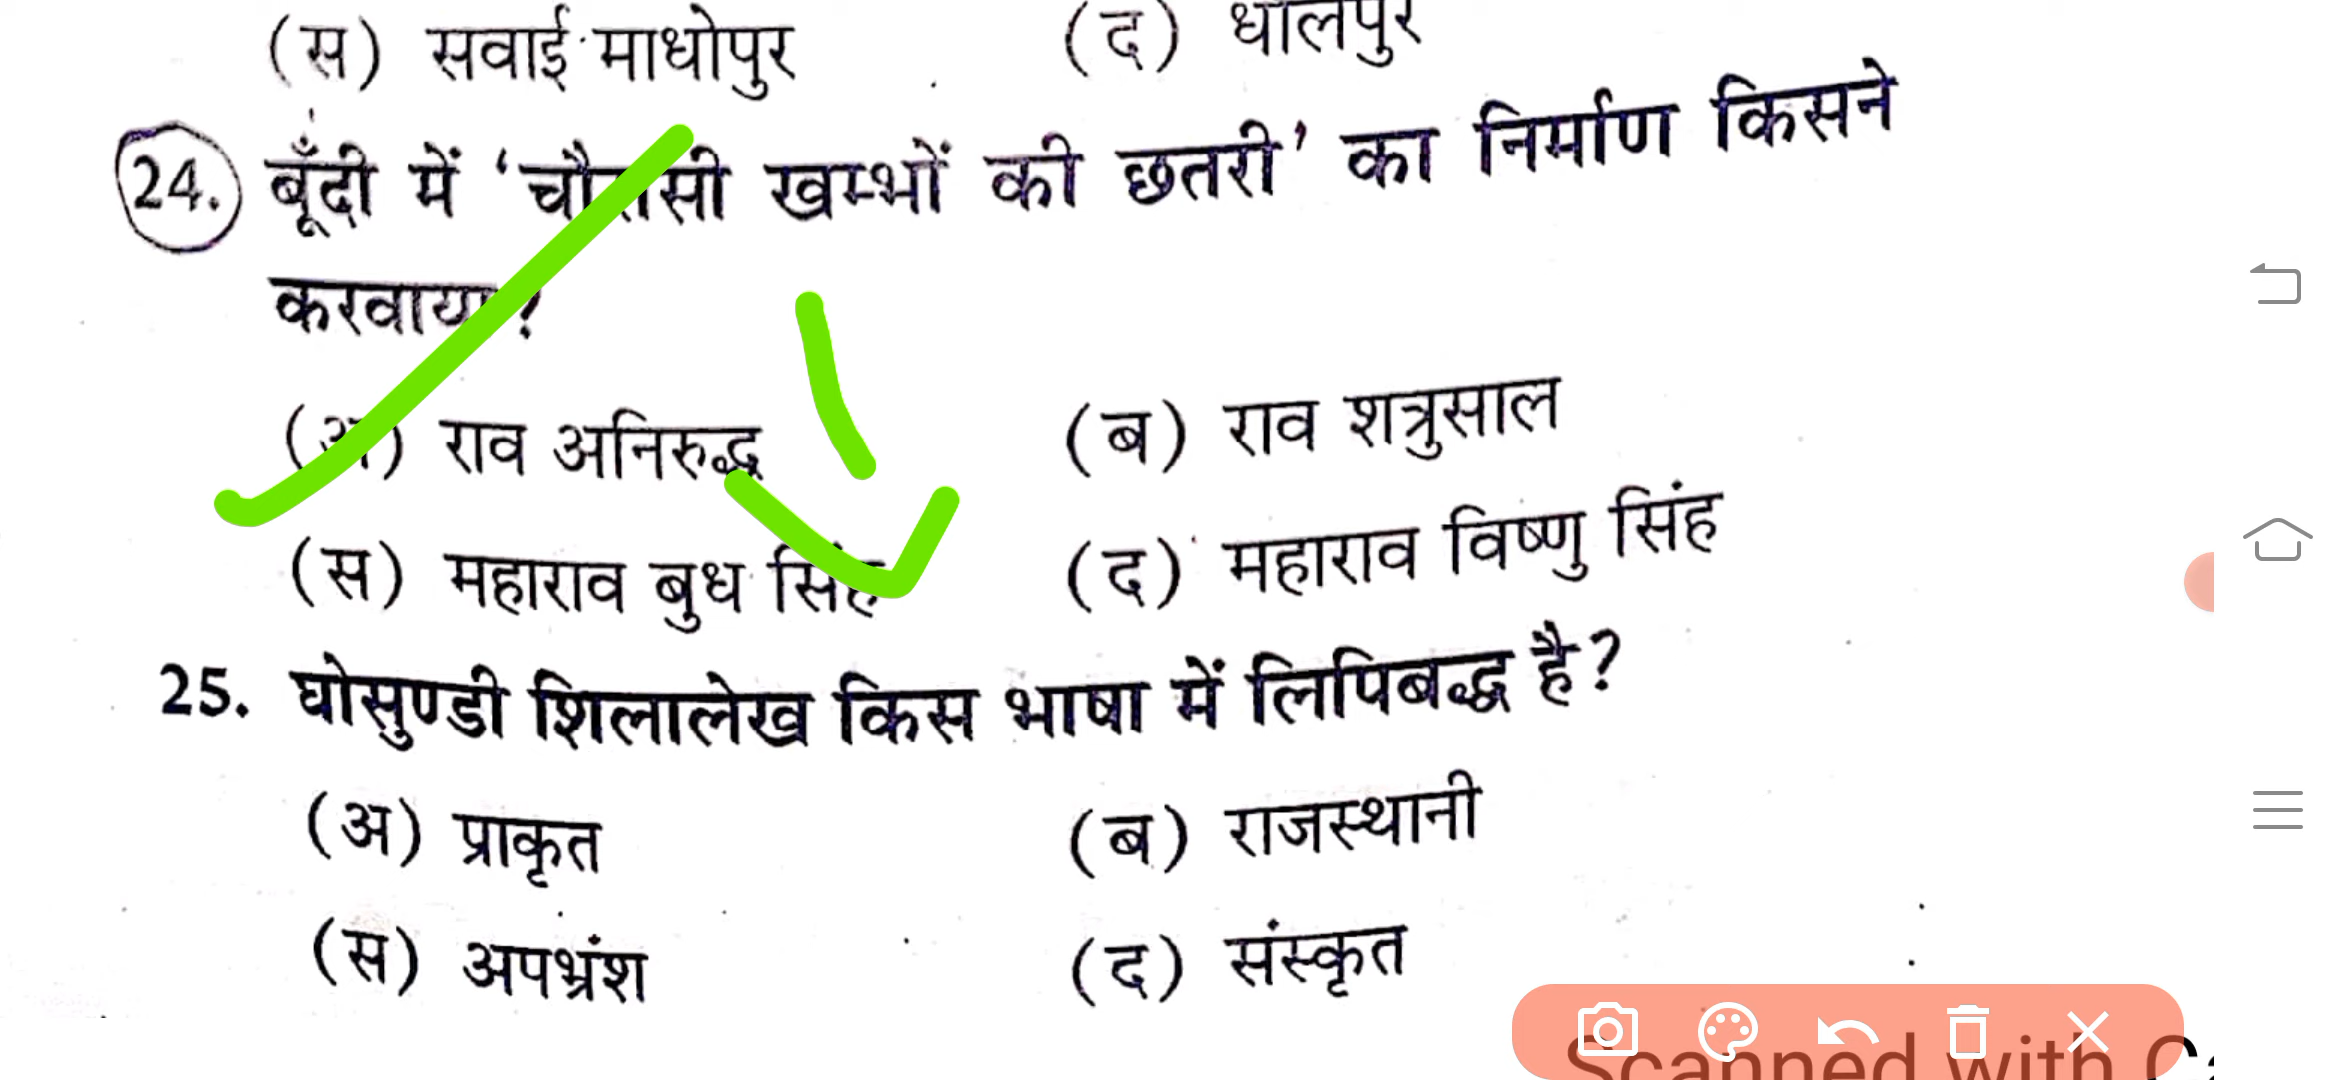 (स) सवाई माधोपुर (द) धौलपुर
24. बूँदी में 'चौरासी खम्भों की छतरी' का निर्माण किसने
करवाया?
(अ) राव अनिरुद्ध (ब) राव शत्रुसाल
(स) महाराव बुध सिंह (द) महाराव विष्णु सिंह
25. घोसुण्डी शिलालेख किस भाषा में लिपिबद्ध है?
(अ) प्राकृत (ब) राजस्थानी
(स) अपभ्रंश (द) संस्कृत
Scanned with